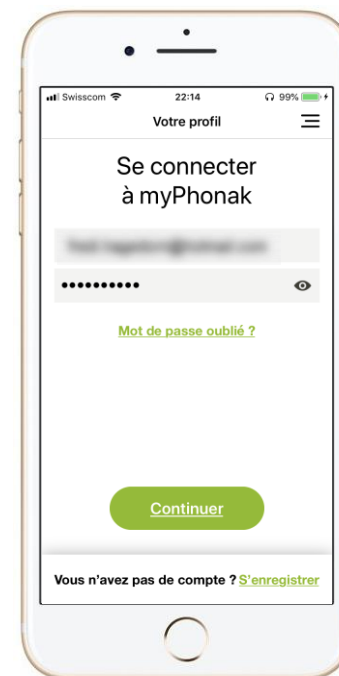 Swisscom 22:14 99%
Votre profil
Se connecter
à myPhonak
••••••••••
Mot de passe oublié ?
Continuer
Vous n’avez pas de compte ? S’enregistrer